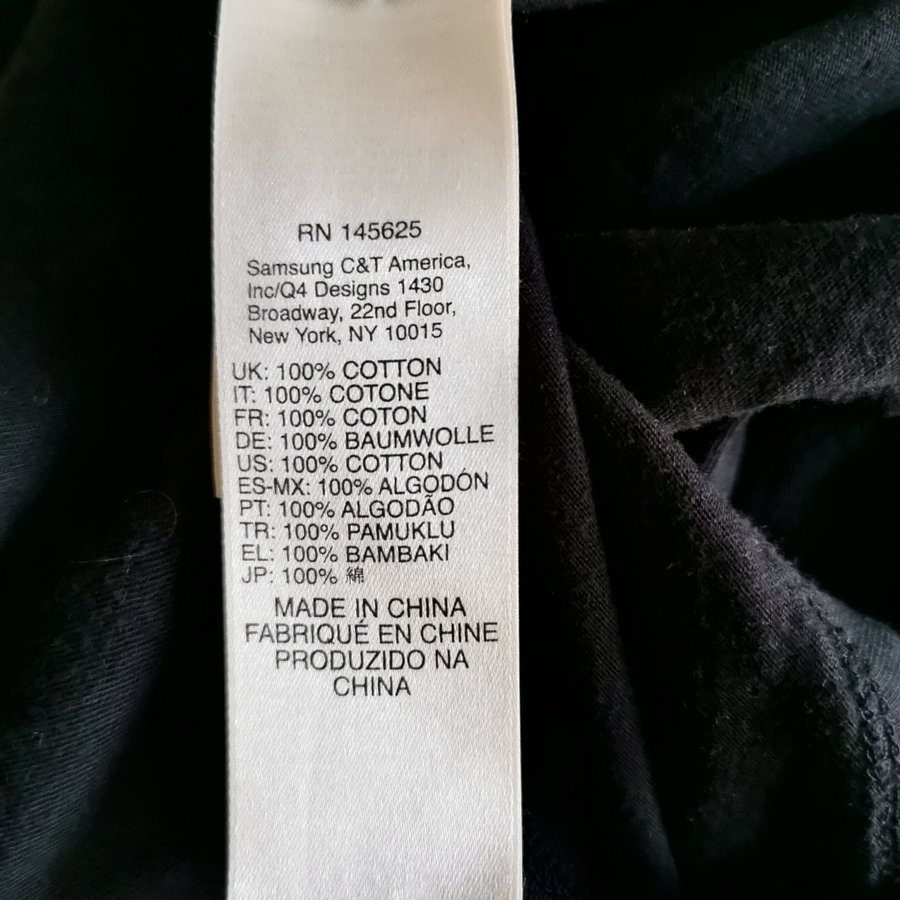 RN 145625
Samsung C&T America,
Inc/Q4 Designs 1430
Broadway, 22nd Floor,
New York, NY 10015
UK: 100% COTTON
IT: 100% COTONE
FR: 100% COTON
DE: 100% BAUMWOLLE
US: 100% COTTON
ES-MX: 100% ALGODÓN
PT: 100% ALGODÃO
TR: 100% PAMUKLU
EL: 100% BAMBAKI
JP: 100% 綿
MADE IN CHINA
FABRIQUÉ EN CHINE
PRODUZIDO NA
CHINA